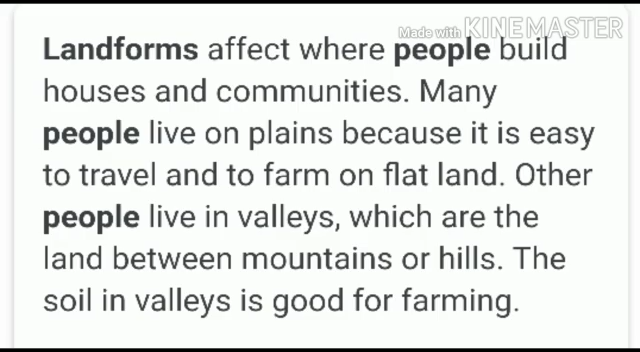 Made with KINEMASTER
Landforms affect where people build
houses and communities. Many
people live on plains because it is easy
to travel and to farm on flat land. Other
people live in valleys, which are the
land between mountains or hills. The
soil in valleys is good for farming.